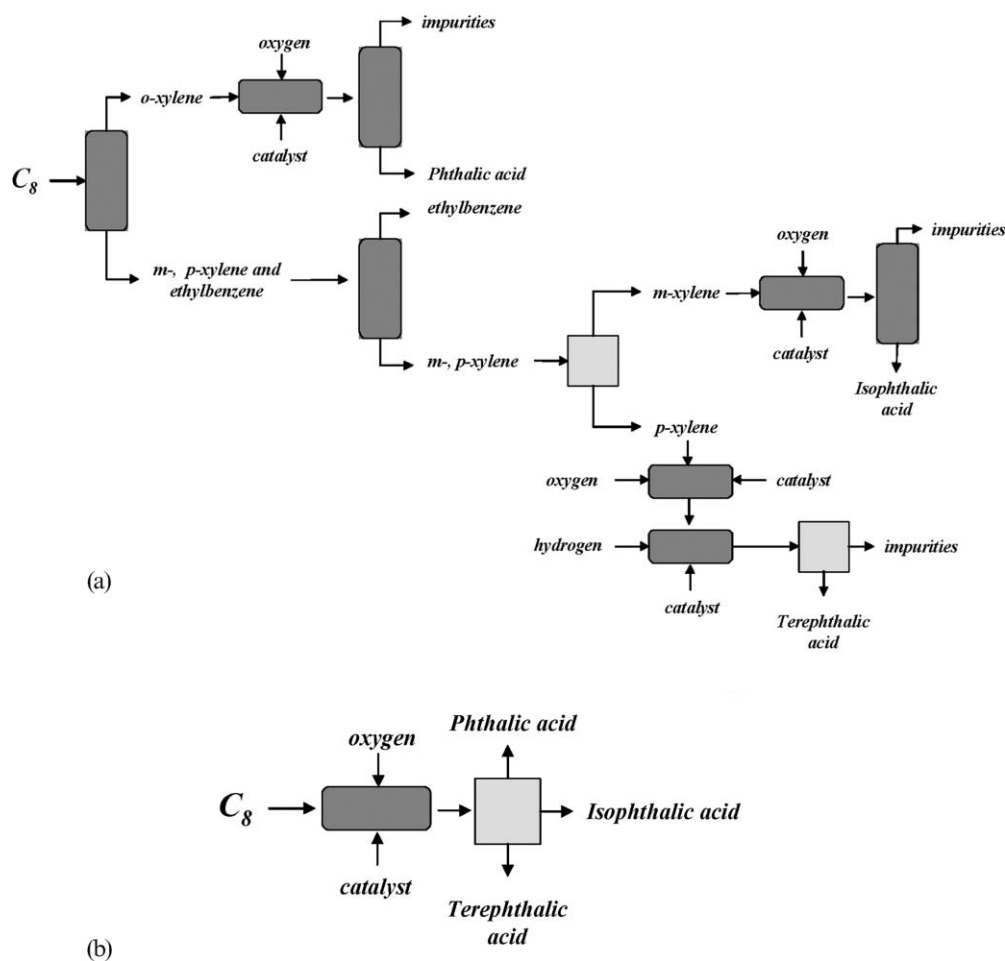 impurities
oxygen
o-xylene
catalyst
C8
Phthalic acid
ethylbenzene
m-, p-xylene and
ethylbenzene
m-, p-xylene
impurities
oxygen
m-xylene
catalyst
Isophthalic
acid
p-xylene
oxygen
catalyst
hydrogen
impurities
catalyst
Terephthalic
acid
(a)
Phthalic acid
oxygen
C8
Isophthalic acid
catalyst
Terephthalic
acid
(b)